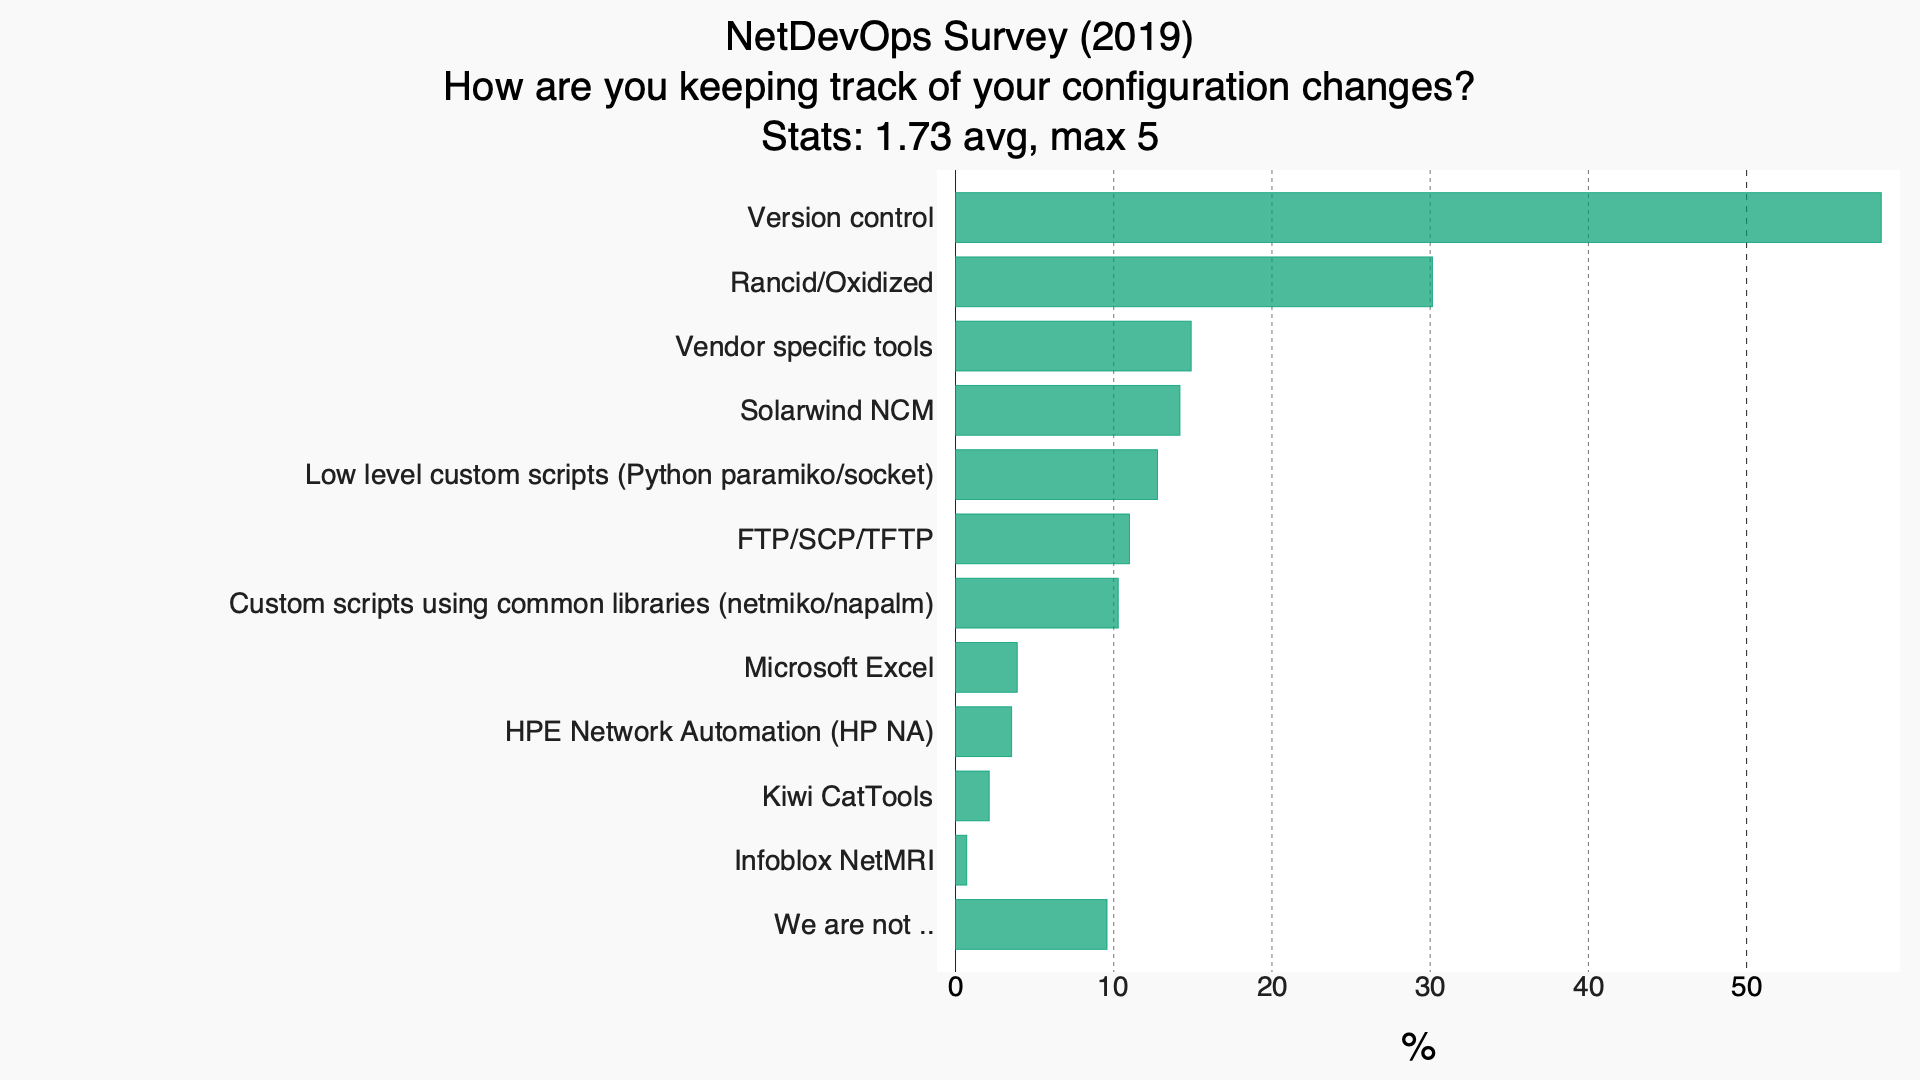 NetDevOps Survey (2019)
How are you keeping track of your configuration changes?
Stats: 1.73 avg, max 5
Version control
Rancid/Oxidized
Vendor specific tools
Solarwind NCM
Low level custom scripts (Python paramiko/socket)
FTP/SCP/TFTP
Custom scripts using common libraries (netmiko/napalm)
Microsoft Excel
HPE Network Automation (HP NA)
Kiwi CatTools
Infoblox NetMRI
We are not ..
0 10 20 30 40 50
%